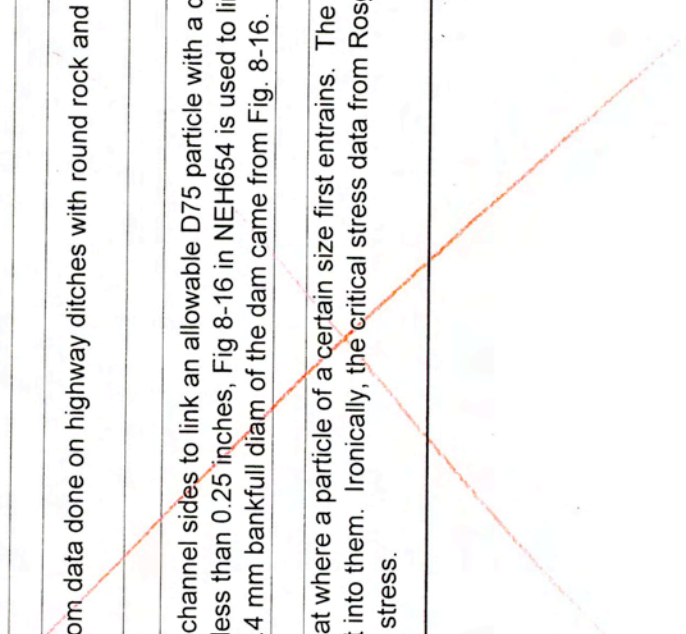 om data done on highway ditches with round rock and
channel sides to link an allowable D75 particle with a
less than 0.25 inches, Fig 8-16 in NEH654 is used to
.4 mm bankfull diam of the dam came from Fig. 8-16.
at where a particle of a certain size first entrains. The
t into them. Ironically, the critical stress data from
stress.